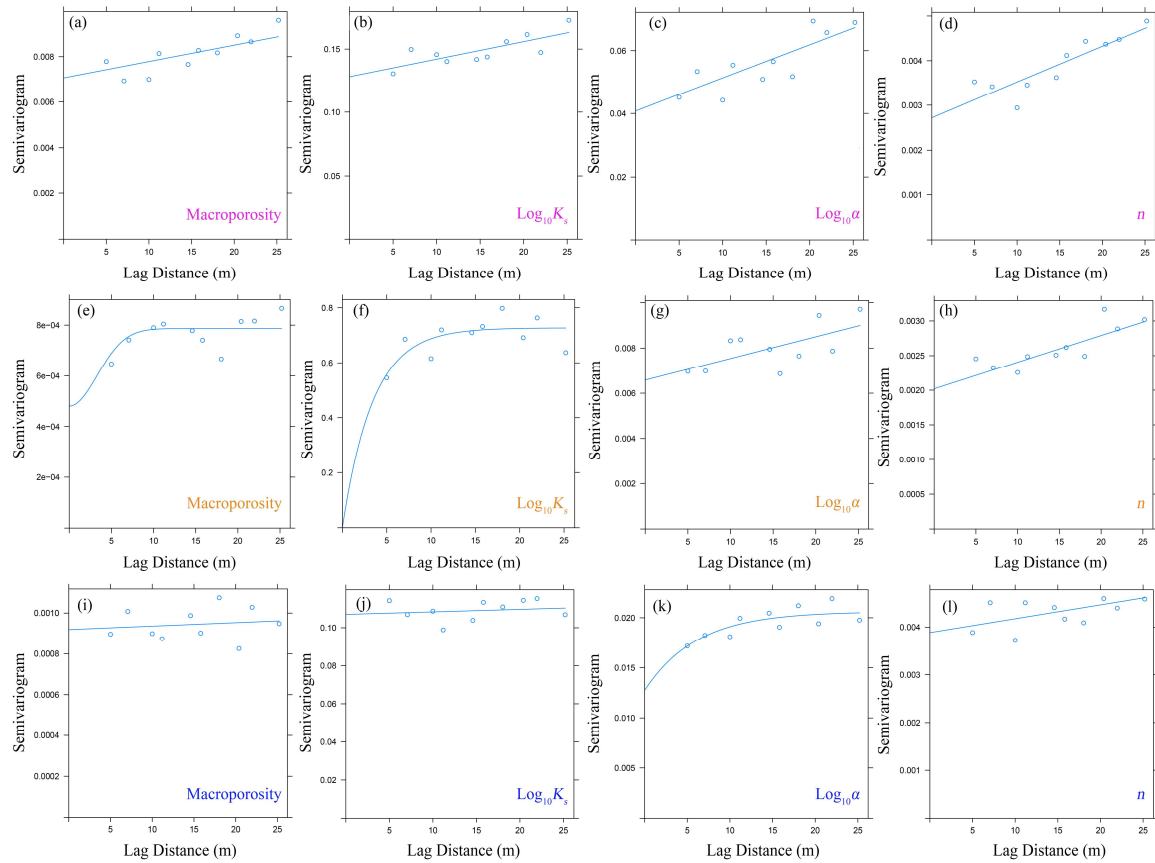 (a)
Semivariogram
0.008
0.006
0.004
0.002
5
10
15
20
25
Macroporosity
Lag Distance (m)
(b)
Semivariogram
0.15
0.10
0.05
5
10
15
20
25
Log10Ks
Lag Distance (m)
(c)
Semivariogram
0.06
0.04
0.02
5
10
15
20
25
Log10α
Lag Distance (m)
(d)
Semivariogram
0.004
0.003
0.002
0.001
5
10
15
20
25
n
Lag Distance (m)
(e)
Semivariogram
8e−04
6e−04
4e−04
2e−04
5
10
15
20
25
Macroporosity
Lag Distance (m)
(f)
Semivariogram
0.8
0.6
0.4
0.2
5
10
15
20
25
Log10Ks
Lag Distance (m)
(g)
Semivariogram
0.008
0.006
0.004
0.002
5
10
15
20
25
Log10α
Lag Distance (m)
(h)
Semivariogram
0.0030
0.0025
0.0020
0.0015
0.0010
0.0005
5
10
15
20
25
n
Lag Distance (m)
(i)
Semivariogram
0.0010
0.0008
0.0006
0.0004
0.0002
5
10
15
20
25
Macroporosity
Lag Distance (m)
(j)
Semivariogram
0.10
0.08
0.06
0.04
0.02
5
10
15
20
25
Log10Ks
Lag Distance (m)
(k)
Semivariogram
0.020
0.015
0.010
0.005
5
10
15
20
25
Log10α
Lag Distance (m)
(l)
Semivariogram
0.004
0.003
0.002
0.001
5
10
15
20
25
n
Lag Distance (m)